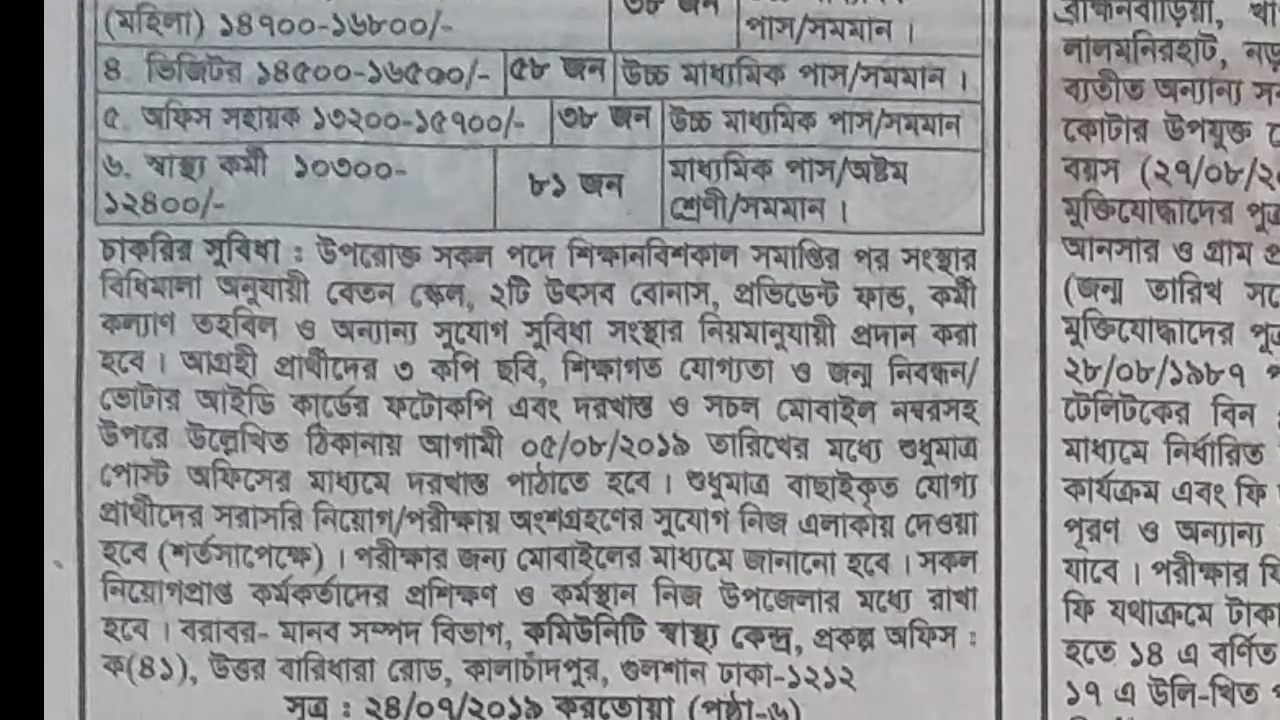 (মহিলা) ১৪৭০০-১৬৮০০/-
৩৮ জন
পাস/সমমান ।
৪. ভিজিটর ১৪৫০০-১৬৫০০/- ৫৮ জন উচ্চ মাধ্যমিক পাস/সমমান ।
৫. অফিস সহায়ক ১৩২০০-১৫৭০০/- ৩৮ জন উচ্চ মাধ্যমিক পাস/সমমান
৬. স্বাস্থ্য কর্মী ১০৩০০-
১২৪০০/-
৮১ জন
মাধ্যমিক পাস/অষ্টম
শ্রেণী/সমমান ।
চাকরির সুবিধা : উপরোক্ত সকল পদে শিক্ষানবিশকাল সমাপ্তির পর সংস্থার
বিধিমালা অনুযায়ী বেতন স্কেল, ২টি উৎসব বোনাস, প্রভিডেন্ট ফান্ড, কর্মী
কল্যাণ তহবিল ও অন্যান্য সুযোগ সুবিধা সংস্থার নিয়মানুযায়ী প্রদান করা
হবে । আগ্রহী প্রার্থীদের ৩ কপি ছবি, শিক্ষাগত যোগ্যতা ও জন্ম নিবন্ধন/
ভোটার আইডি কার্ডের ফটোকপি এবং দরখাস্ত ও সচল মোবাইল নম্বরসহ
উপরে উল্লেখিত ঠিকানায় আগামী ০৫/০৮/২০১৯ তারিখের মধ্যে শুধুমাত্র
পোস্ট অফিসের মাধ্যমে দরখাস্ত পাঠাতে হবে । শুধুমাত্র বাছাইকৃত যোগ্য
প্রার্থীদের সরাসরি নিয়োগ/পরীক্ষায় অংশগ্রহণের সুযোগ নিজ এলাকায় দেওয়া
হবে (শর্তসাপেক্ষে) । পরীক্ষার জন্য মোবাইলের মাধ্যমে জানানো হবে । সকল
নিয়োগপ্রাপ্ত কর্মকর্তাদের প্রশিক্ষণ ও কর্মস্থান নিজ উপজেলার মধ্যে রাখা
হবে । বরাবর- মানব সম্পদ বিভাগ, কমিউনিটি স্বাস্থ্য কেন্দ্র, প্রকল্প অফিস :
ক(৪১), উত্তর বারিধারা রোড, কালাচাঁদপুর, গুলশান ঢাকা-১২১২
সূত্র : ২৪/০৭/২০১৯ করতোয়া (পৃষ্ঠা-৬)
ব্রাহ্মনবাড়িয়া,
লালমনিরহাট,
ব্যতীত অন্যান্য
কোটার উপযুক্ত
বয়স (২৭/০৮/২০
মুক্তিযোদ্ধাদের
আনসার ও গ্রাম
(জন্ম তারিখ
মুক্তিযোদ্ধাদের
২৮/০৮/১৯৮৭
টেলিটকের বিন
মাধ্যমে নির্ধারিত
কার্যক্রম এবং ফি
পূরণ ও অন্যান্য
যাবে । পরীক্ষার
ফি যথাক্রমে টাকা
হতে ১৪ এ বর্ণিত
১৭ এ উলি-খিত